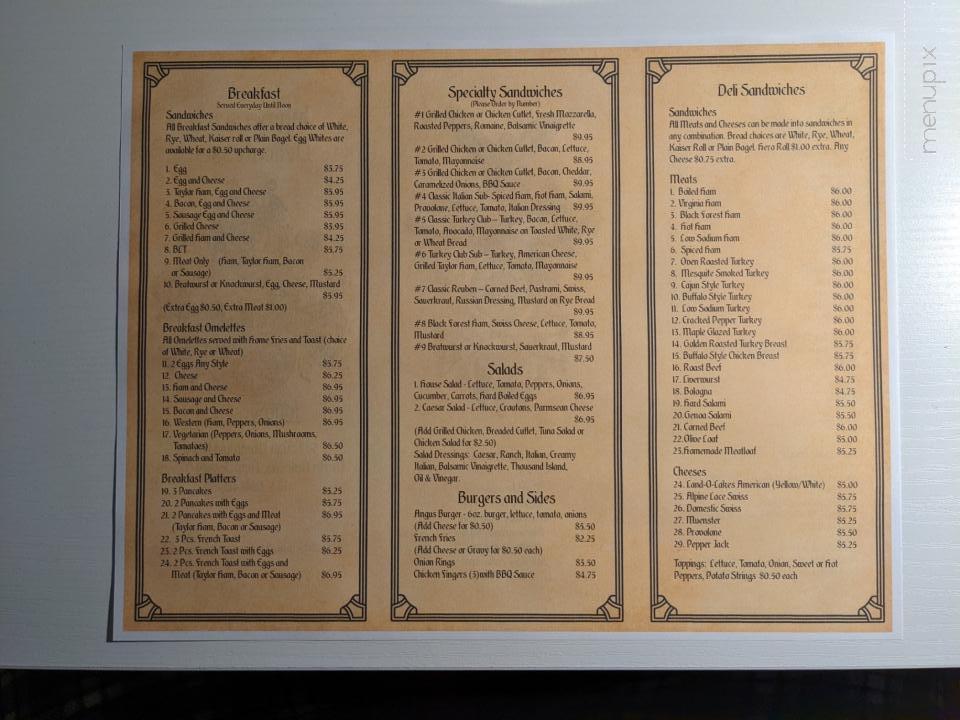 Breakfast
Served Everyday Until Noon
Sandwiches
All Breakfast Sandwiches offer a bread choice of White,
Rye, Wheat, Kaiser roll or Plain Bagel. Egg Whites are
available for a $0.50 upcharge.
1. Egg $3.75
2. Egg and Cheese $4.25
3. Taylor Ham, Egg and Cheese $5.95
4. Bacon, Egg and Cheese $5.95
5. Sausage Egg and Cheese $5.95
6. Grilled Cheese $3.95
7. Grilled Ham and Cheese $4.25
8. BLT $5.75
9. Meat Only (Ham, Taylor Ham, Bacon
or Sausage) $5.25
10. Bratwurst or Knockwurst, Egg, Cheese, Mustard
$5.95
(Extra Egg $0.50, Extra Meat $1.00)
Breakfast Omelettes
All Omelettes served with Home Fries and Toast (choice
of White, Rye or Wheat)
11. 2 Eggs Any Style $5.75
12. Cheese $6.25
13. Ham and Cheese $6.95
14. Sausage and Cheese $6.95
15. Bacon and Cheese $6.95
16. Western (Ham, Peppers, Onions) $6.95
17. Vegetarian (Peppers, Onions, Mushrooms,
Tomatoes) $6.50
18. Spinach and Tomato $6.50
Breakfast Platters
19. 3 Pancakes $5.25
20. 2 Pancakes with Eggs $5.75
21. 2 Pancakes with Eggs and Meat $6.95
(Taylor Ham, Bacon or Sausage)
22. 3 Pcs. French Toast $5.75
23. 2 Pcs. French Toast with Eggs $6.25
24. 2 Pcs. French Toast with Eggs and
Meat (Taylor Ham, Bacon or Sausage) $6.95
Specialty Sandwiches
(Please Order by Number)
#1 Grilled Chicken or Chicken Cutlet, Fresh Mozzarella,
Roasted Peppers, Romaine, Balsamic Vinaigrette
$9.95
#2 Grilled Chicken or Chicken Cutlet, Bacon, Lettuce,
Tomato, Mayonnaise $8.95
#3 Grilled Chicken or Chicken Cutlet, Bacon, Cheddar,
Caramelized Onions, BBQ Sauce $9.95
#4 Classic Italian Sub- Spiced Ham, Hot Ham, Salami,
Provolone, Lettuce, Tomato, Italian Dressing $9.95
#5 Classic Turkey Club – Turkey, Bacon, Lettuce,
Tomato, Avocado, Mayonnaise on Toasted White, Rye
or Wheat Bread $9.95
#6 Turkey Club Sub – Turkey, American Cheese,
Grilled Taylor Ham, Lettuce, Tomato, Mayonnaise
$9.95
#7 Classic Reuben – Corned Beef, Pastrami, Swiss,
Sauerkraut, Russian Dressing, Mustard on Rye Bread
$9.95
#8 Black Forest Ham, Swiss Cheese, Lettuce, Tomato,
Mustard $8.95
#9 Bratwurst or Knockwurst, Sauerkraut, Mustard
$7.50
Salads
1. House Salad - Lettuce, Tomato, Peppers, Onions,
Cucumber, Carrots, Hard Boiled Eggs $6.95
2. Caesar Salad - Lettuce, Croutons, Parmsean Cheese
$6.95
(Add Grilled Chicken, Breaded Cutlet, Tuna Salad or
Chicken Salad for $2.50)
Salad Dressings: Caesar, Ranch, Italian, Creamy
Italian, Balsamic Vinaigrette, Thousand Island,
Oil & Vinegar.
Burgers and Sides
Angus Burger - 6oz. burger, lettuce, tomato, onions
(Add Cheese for $0.50) $5.50
French Fries $2.25
(Add Cheese or Gravy for $0.50 each)
Onion Rings $3.50
Chicken Fingers (3)with BBQ Sauce $4.75
Deli Sandwiches
Sandwiches
All Meats and Cheeses can be made into sandwiches in
any combination. Bread choices are White, Rye, Wheat,
Kaiser Roll or Plain Bagel. Hero Roll $1.00 extra. Any
Cheese $0.75 extra.
Meats
1. Boiled Ham $6.00
2. Virginia Ham $6.00
3. Black Forest Ham $6.00
4. Hot Ham $6.00
5. Low Sodium Ham $6.00
6. Spiced Ham $5.75
7. Oven Roasted Turkey $6.00
8. Mesquite Smoked Turkey $6.00
9. Cajun Style Turkey $6.00
10. Buffalo Style Turkey $6.00
11. Low Sodium Turkey $6.00
12. Cracked Pepper Turkey $6.00
13. Maple Glazed Turkey $6.00
14. Golden Roasted Turkey Breast $5.75
15. Buffalo Style Chicken Breast $5.75
16. Roast Beef $6.00
17. Liverwurst $4.75
18. Bologna $4.75
19. Hard Salami $5.50
20.Genoa Salami $5.50
21. Corned Beef $6.00
22.Olive Loaf $5.00
23.Homemade Meatloaf $5.25
Cheeses
24. Land-O-Lakes American (Yellow/White) $5.00
25. Alpine Lace Swiss $5.75
26. Domestic Swiss $5.75
27. Muenster $5.25
28. Provolone $5.50
29. Pepper Jack $5.25
Toppings: Lettuce, Tomato, Onion, Sweet or Hot
Peppers, Potato Strings $0.50 each
menupix